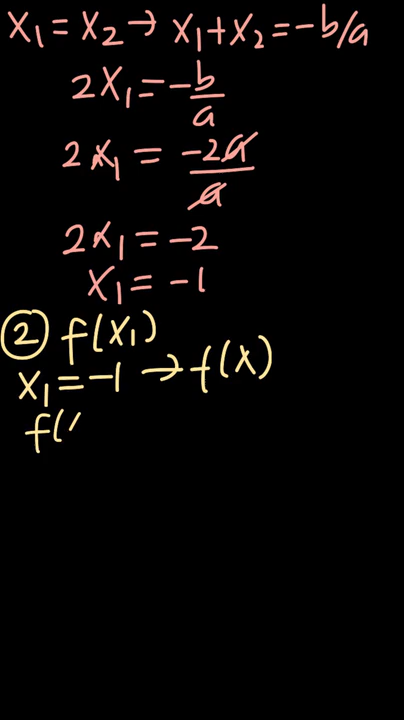 x₁ = x₂ → x₁ + x₂ = -b/a
2x₁ = -b/a
2x₁ = -2a/a
2x₁ = -2
x₁ = -1
② f(x₁)
x₁ = -1 → f(x)
f(